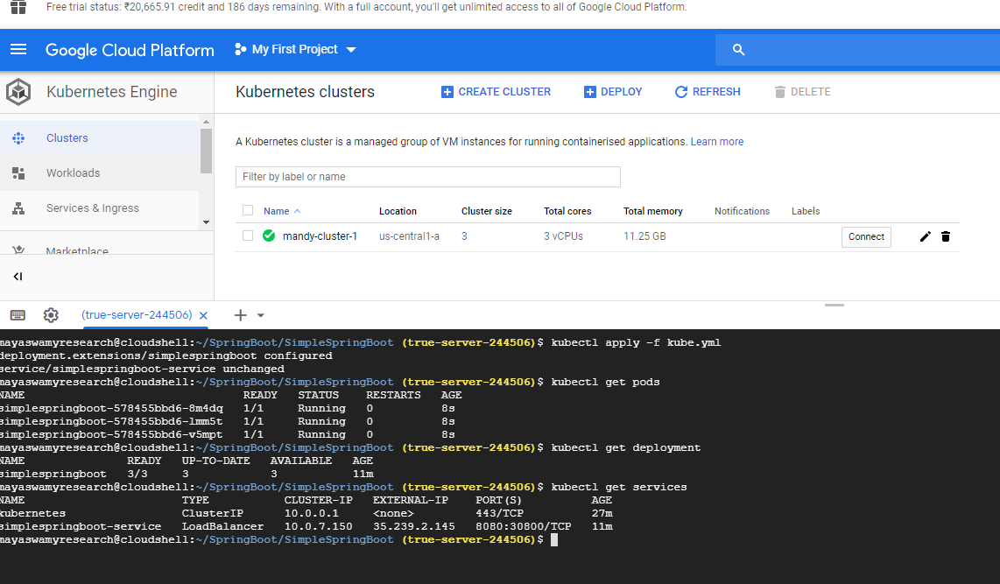 Free trial status: ₹20,665.91 credit and 186 days remaining. With a full account, you'll get unlimited access to all of Google Cloud Platform.
Google Cloud Platform My First Project
Kubernetes Engine Kubernetes clusters CREATE CLUSTER DEPLOY REFRESH DELETE
Clusters
A Kubernetes cluster is a managed group of VM instances for running containerised applications. Learn more
Workloads
Filter by label or name
Services & Ingress
Name Location Cluster size Total cores Total memory Notifications Labels
mandy-cluster-1 us-central1-a 3 3 vCPUs 11.25 GB Connect
Marketplace
(true-server-244506)
mayaswamyresearch@cloudshell:~/SpringBoot/SimpleSpringBoot (true-server-244506)$ kubectl apply -f kube.yml
deployment.extensions/simplespringboot configured
service/simplespringboot-service unchanged
mayaswamyresearch@cloudshell:~/SpringBoot/SimpleSpringBoot (true-server-244506)$ kubectl get pods
NAME READY STATUS RESTARTS AGE
simplespringboot-578455bbd6-8m4dq 1/1 Running 0 8s
simplespringboot-578455bbd6-lmm5t 1/1 Running 0 8s
simplespringboot-578455bbd6-v5mpt 1/1 Running 0 8s
mayaswamyresearch@cloudshell:~/SpringBoot/SimpleSpringBoot (true-server-244506)$ kubectl get deployment
NAME READY UP-TO-DATE AVAILABLE AGE
simplespringboot 3/3 3 3 11m
mayaswamyresearch@cloudshell:~/SpringBoot/SimpleSpringBoot (true-server-244506)$ kubectl get services
NAME TYPE CLUSTER-IP EXTERNAL-IP PORT(S) AGE
kubernetes ClusterIP 10.0.0.1 <none> 443/TCP 27m
simplespringboot-service LoadBalancer 10.0.7.150 35.239.2.145 8080:30800/TCP 11m
mayaswamyresearch@cloudshell:~/SpringBoot/SimpleSpringBoot (true-server-244506)$